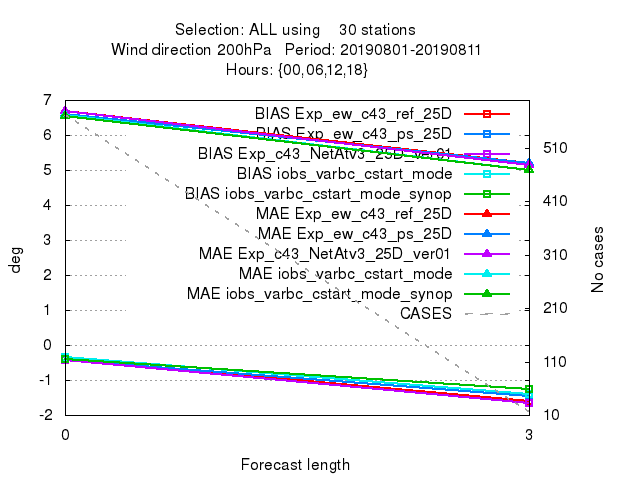 Selection: ALL using 30 stations
Wind direction 200hPa Period: 20190801-20190811
Hours: {00,06,12,18}
7
6
5
4
3
2
1
0
-1
-2
deg
BIAS Exp_ew_c43_ref_25D
BIAS Exp_ew_c43_ps_25D
BIAS Exp_c43_NetAtv3_25D_ver01
BIAS iobs_varbc_cstart_mode
BIAS iobs_varbc_cstart_mode_synop
MAE Exp_ew_c43_ref_25D
MAE Exp_ew_c43_ps_25D
MAE Exp_c43_NetAtv3_25D_ver01
MAE iobs_varbc_cstart_mode
MAE iobs_varbc_cstart_mode_synop
CASES
510
410
310
210
110
10
No cases
0
3
Forecast length